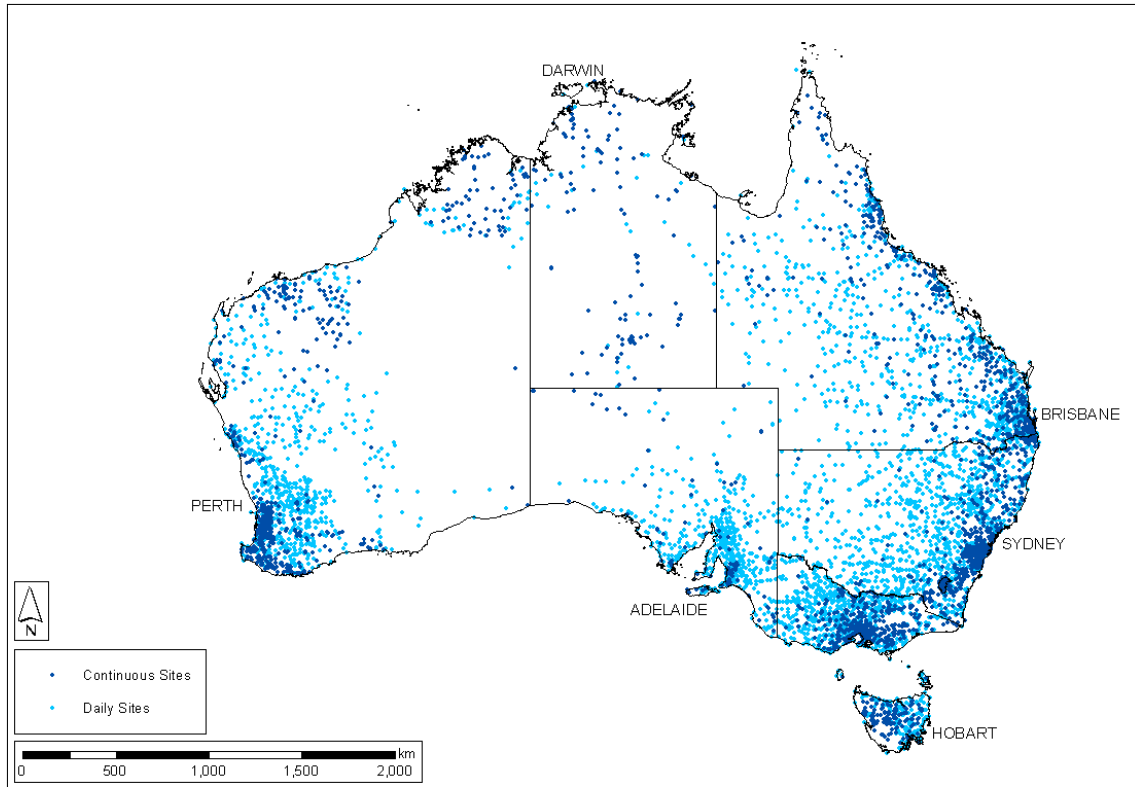 DARWIN
BRISBANE
PERTH
SYDNEY
ADELAIDE
N
Continuous Sites
Daily Sites
HOBART
km
0 500 1,000 1,500 2,000